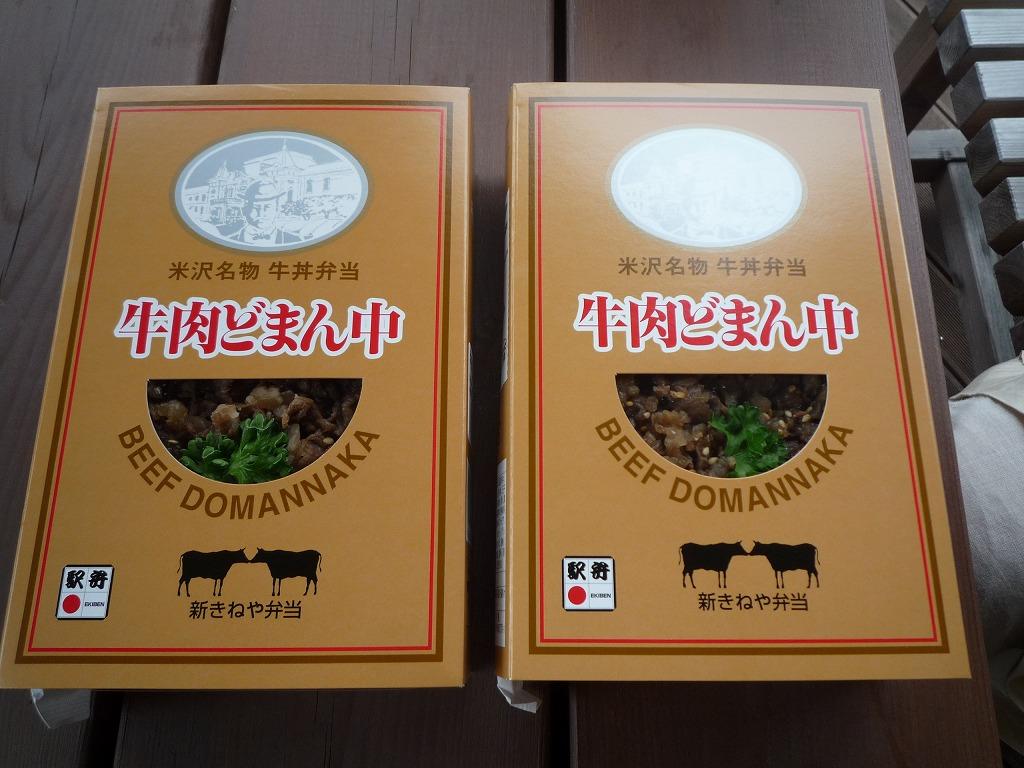 米沢名物 牛丼弁当
牛肉どまん中
BEEF DOMANNAKA
駅弁
EKIBEN
新きねや弁当
米沢名物 牛丼弁当
牛肉どまん中
BEEF DOMANNAKA
駅弁
EKIBEN
新きねや弁当